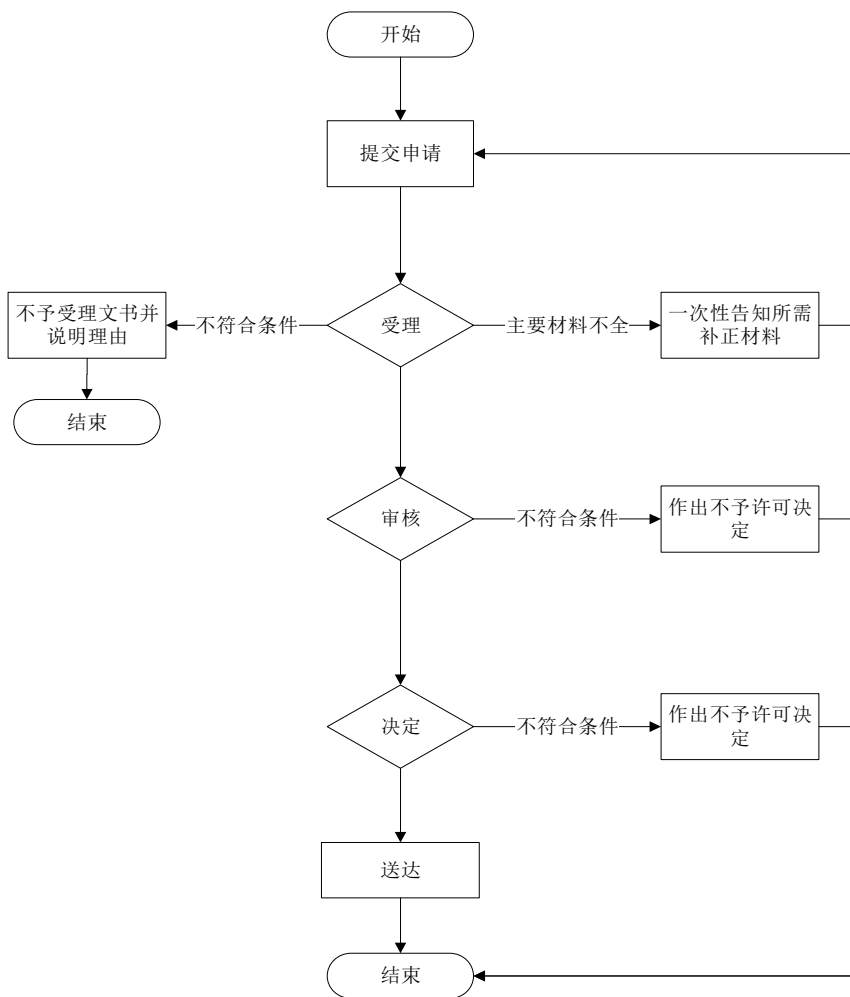 开始
提交申请
不予受理文书并
说明理由
不符合条件
受理
主要材料不全
一次性告知所需
补正材料
结束
审核
不符合条件
作出不予许可决
定
决定
不符合条件
作出不予许可决
定
送达
结束